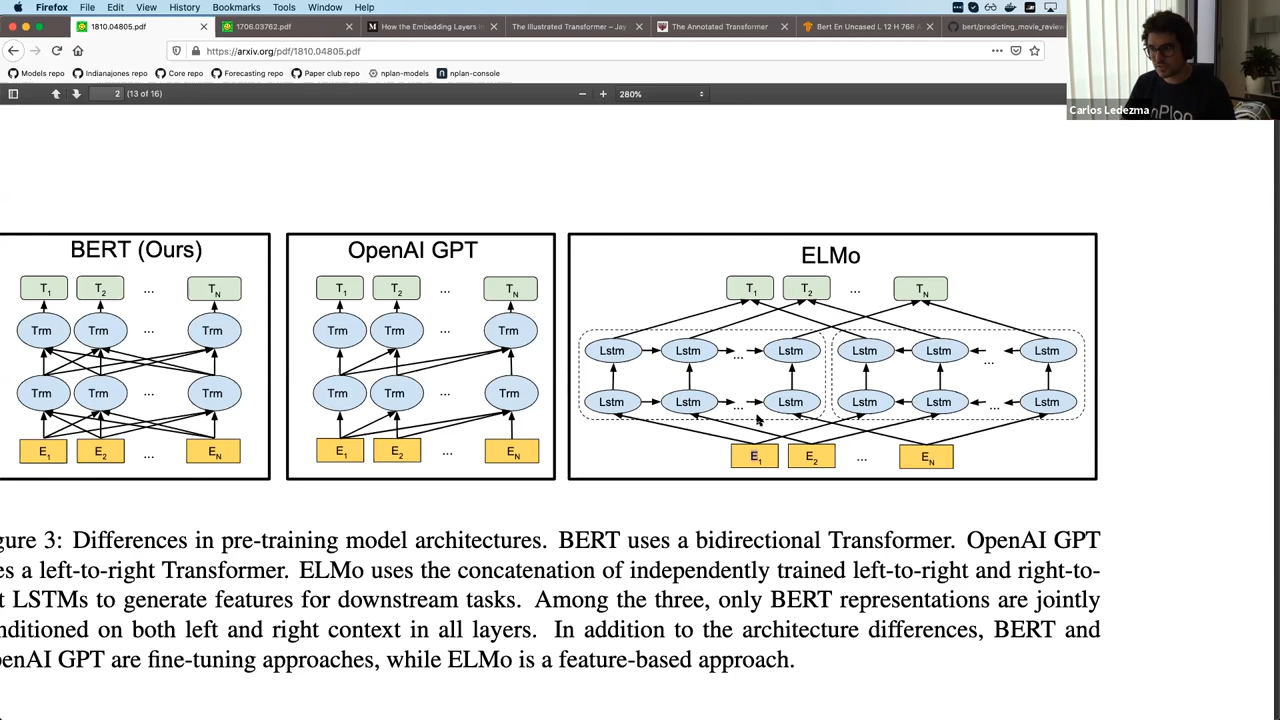 Firefox File Edit View History Bookmarks Tools Window Help
1810.04805.pdf 1706.03762.pdf How the Embedding Layers i The Illustrated Transformer – Jay The Annotated Transformer Bert En Uncased L 12 H 768 A bert/predicting_movie_review
https://arxiv.org/pdf/1810.04805.pdf
Models repo Indianajones repo Core repo Forecasting repo Paper club repo nplan-models nplan-console
2 (13 of 16) 280%
Carlos Ledezma
nPlan
BERT (Ours)
T1 T2 ... TN
Trm Trm ... Trm
Trm Trm ... Trm
E1 E2 ... EN
OpenAI GPT
T1 T2 ... TN
Trm Trm ... Trm
Trm Trm ... Trm
E1 E2 ... EN
ELMo
T1 T2 ... TN
Lstm Lstm ... Lstm Lstm Lstm ... Lstm
Lstm Lstm ... Lstm Lstm Lstm ... Lstm
E1 E2 ... EN
gure 3: Differences in pre-training model architectures. BERT uses a bidirectional Transformer. OpenAI GPT
es a left-to-right Transformer. ELMo uses the concatenation of independently trained left-to-right and right-to-
t LSTMs to generate features for downstream tasks. Among the three, only BERT representations are jointly
nditioned on both left and right context in all layers. In addition to the architecture differences, BERT and
enAI GPT are fine-tuning approaches, while ELMo is a feature-based approach.